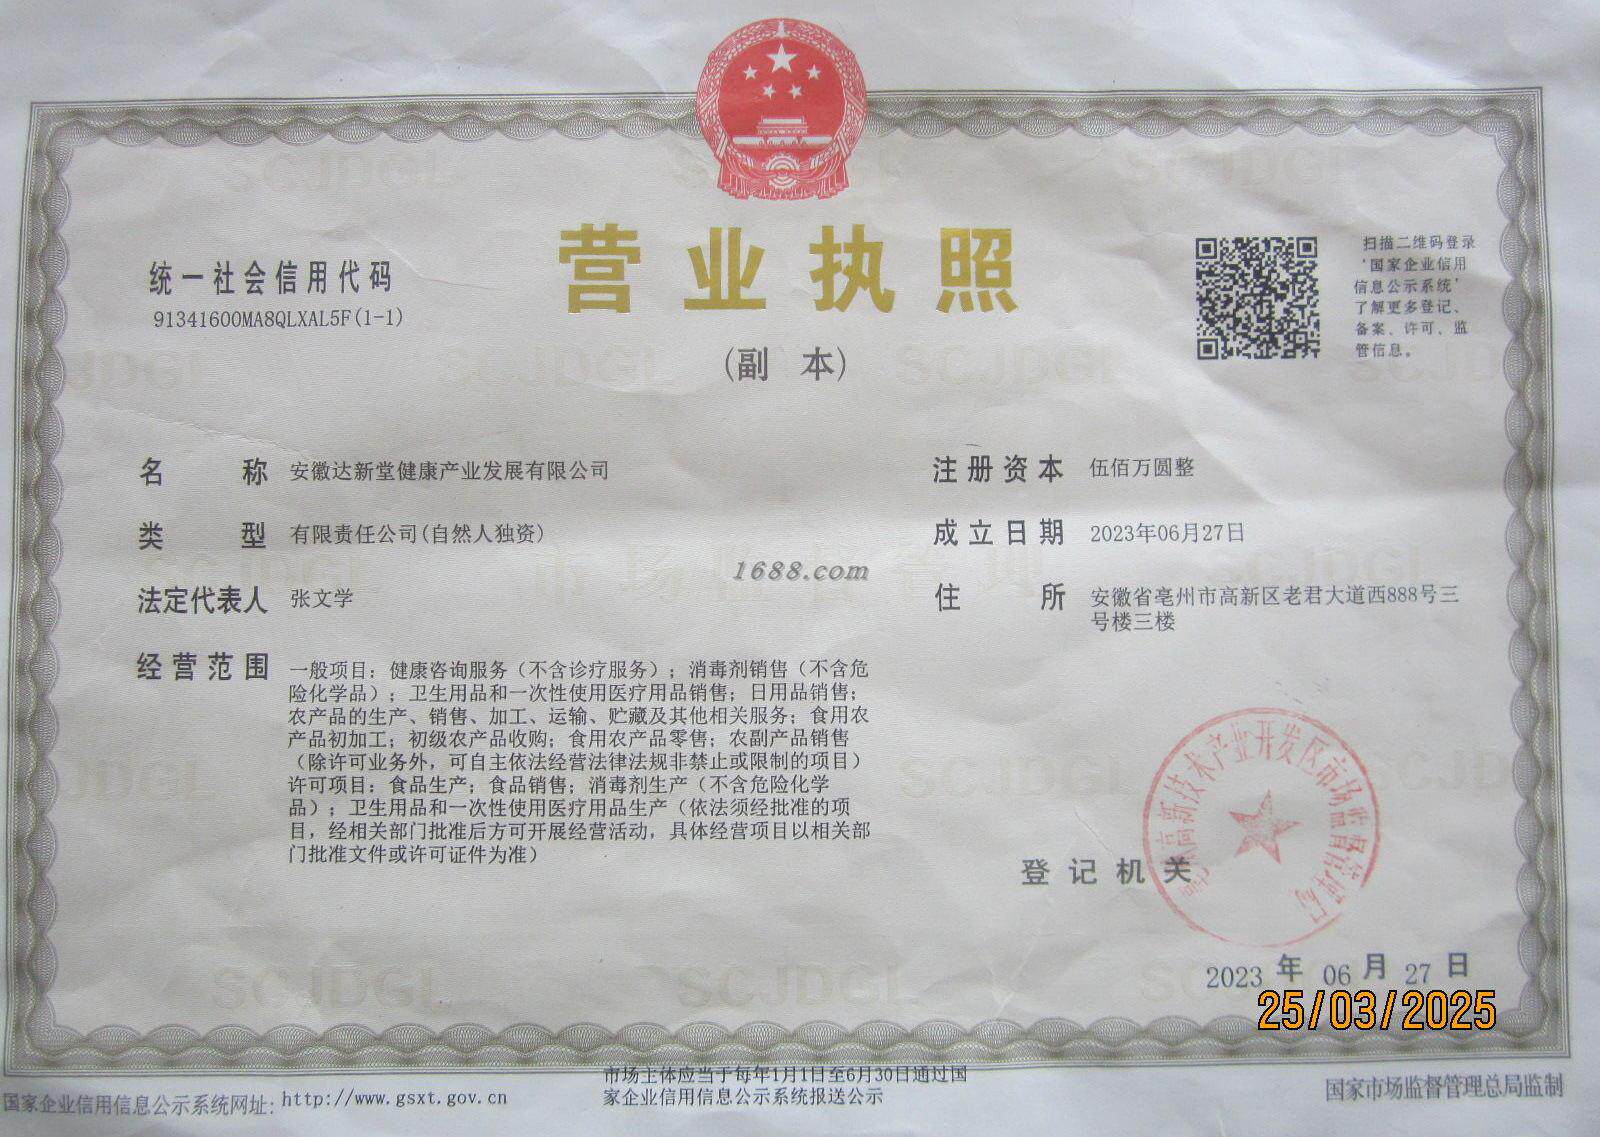 营业执照
(副 本)
统一社会信用代码
91341600MA8QLXAL5F(1-1)
扫描二维码登录
'国家企业信用
信息公示系统'
了解更多登记、
备案、许可、监
管信息。
名 称 安徽达新堂健康产业发展有限公司
类 型 有限责任公司(自然人独资)
法定代表人 张文学
经营范围 一般项目：健康咨询服务（不含诊疗服务）；消毒剂销售（不含危
险化学品）；卫生用品和一次性使用医疗用品销售；日用品销售；
农产品的生产、销售、加工、运输、贮藏及其他相关服务；食用农
产品初加工；初级农产品收购；食用农产品零售；农副产品销售
（除许可业务外，可自主依法经营法律法规非禁止或限制的项目）
许可项目：食品生产；食品销售；消毒剂生产（不含危险化学
品）；卫生用品和一次性使用医疗用品生产（依法须经批准的项
目，经相关部门批准后方可开展经营活动，具体经营项目以相关部
门批准文件或许可证件为准）
注册资本 伍佰万圆整
成立日期 2023年06月27日
住 所 安徽省亳州市高新区老君大道西888号三
号楼三楼
1688.com
登记机关
高新技术产业开发区市场监督管理局
2023 年 06 月 27 日
25/03/2025
国家企业信用信息公示系统网址：http://www.gsxt.gov.cn
市场主体应当于每年1月1日至6月30日通过国
家企业信用信息公示系统报送公示
国家市场监督管理总局监制